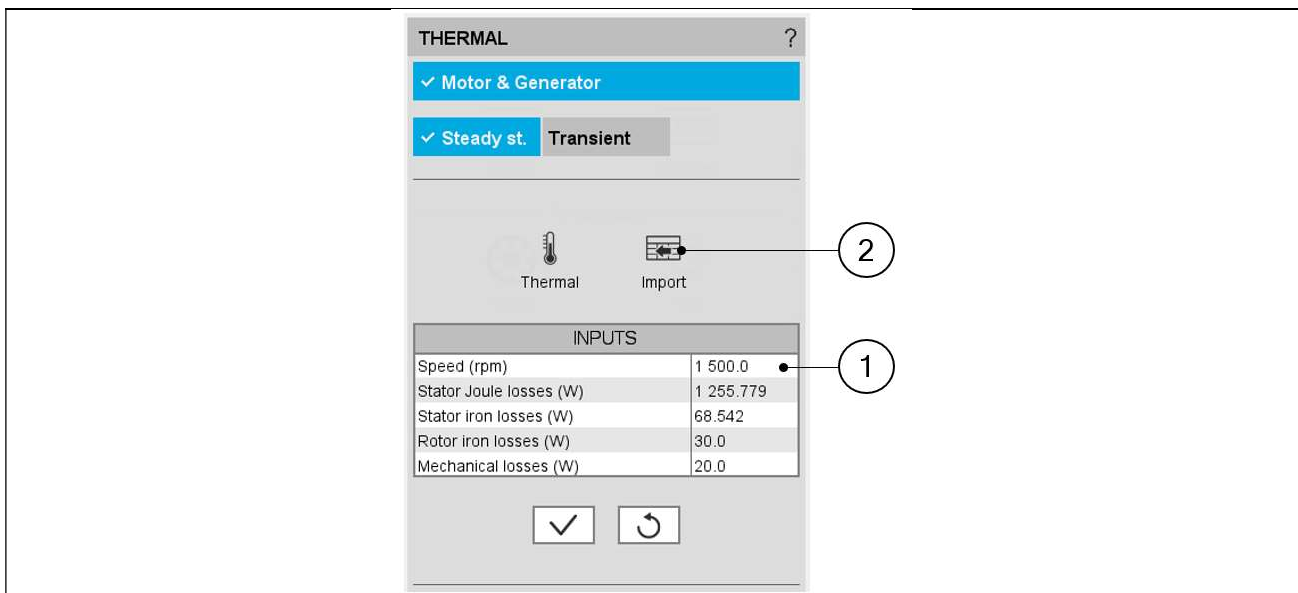 THERMAL ?
Motor & Generator
Steady st. Transient
2
Thermal Import
INPUTS
Speed (rpm) 1 500.0
1
Stator Joule losses (W) 1 255.779
Stator iron losses (W) 68.542
Rotor iron losses (W) 30.0
Mechanical losses (W) 20.0